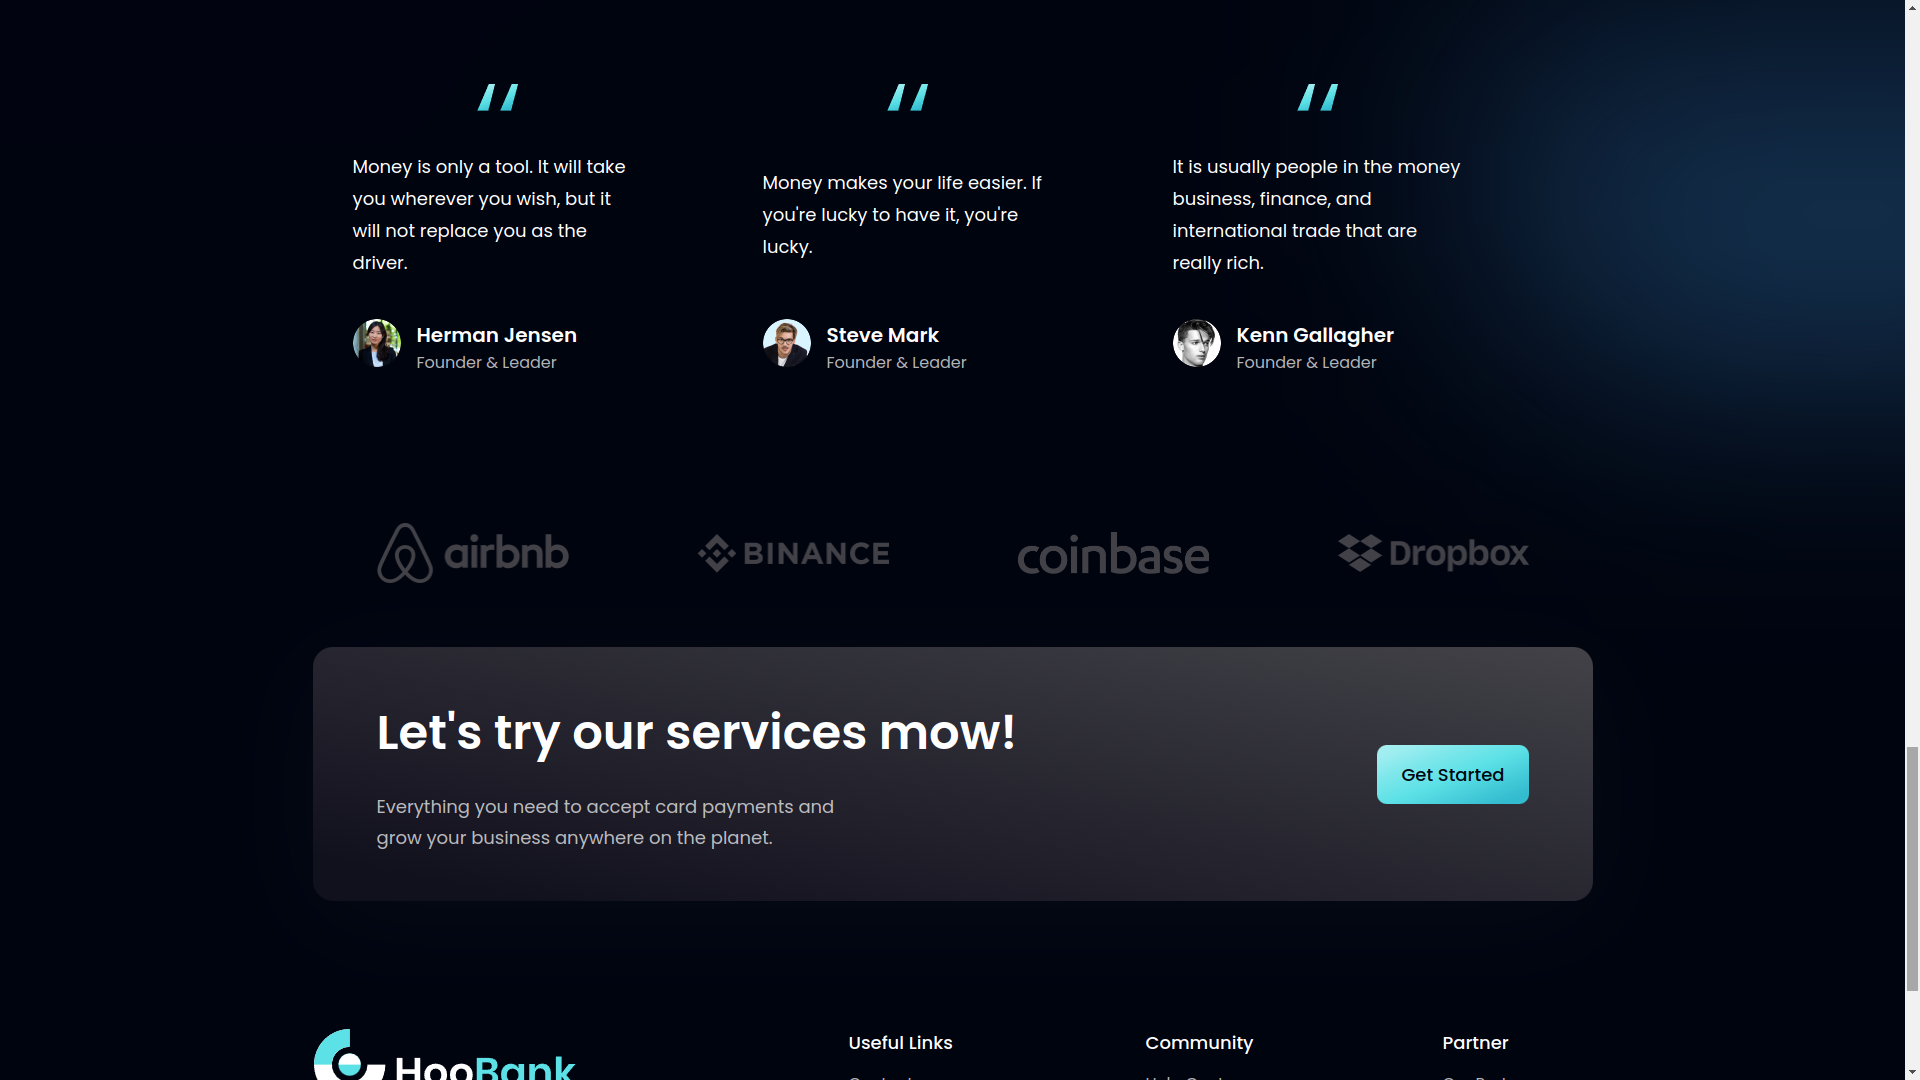 Money is only a tool. It will take
you wherever you wish, but it
will not replace you as the
driver.
Herman Jensen
Founder & Leader
Money makes your life easier. If
you're lucky to have it, you're
lucky.
Steve Mark
Founder & Leader
It is usually people in the money
business, finance, and
international trade that are
really rich.
Kenn Gallagher
Founder & Leader
airbnb
BINANCE
coinbase
Dropbox
Let's try our services mow!
Everything you need to accept card payments and
grow your business anywhere on the planet.
Get Started
HooBank
Useful Links
Community
Partner